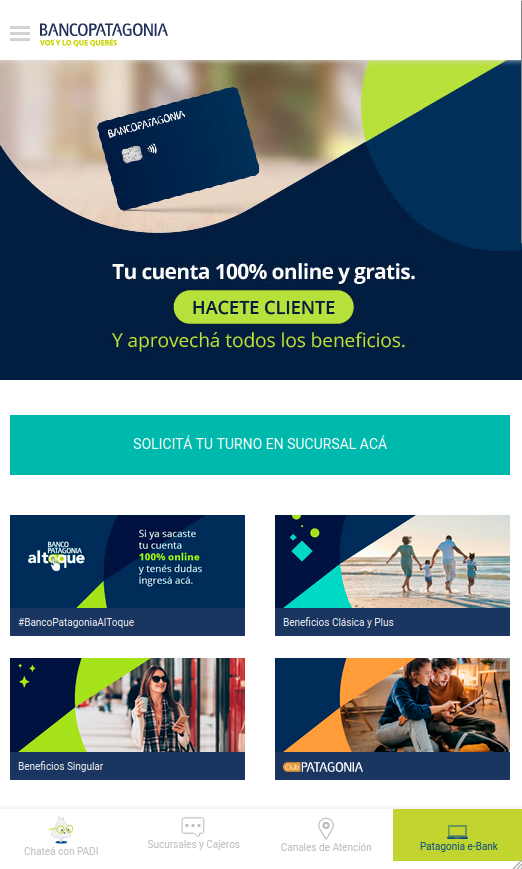 BANCOPATAGONIA
VOS Y LO QUE QUERÉS
BANCOPATAGONIA
Tu cuenta 100% online y gratis.
HACETE CLIENTE
Y aprovechá todos los beneficios.
SOLICITÁ TU TURNO EN SUCURSAL ACÁ
BANCO
PATAGONIA
altoque
Si ya sacaste
tu cuenta
100% online
y tenés dudas
ingresá acá.
#BancoPatagoniaAlToque
Beneficios Clásica y Plus
Beneficios Singular
Club PATAGONIA
Chateá con PADI
Sucursales y Cajeros
Canales de Atención
Patagonia e-Bank